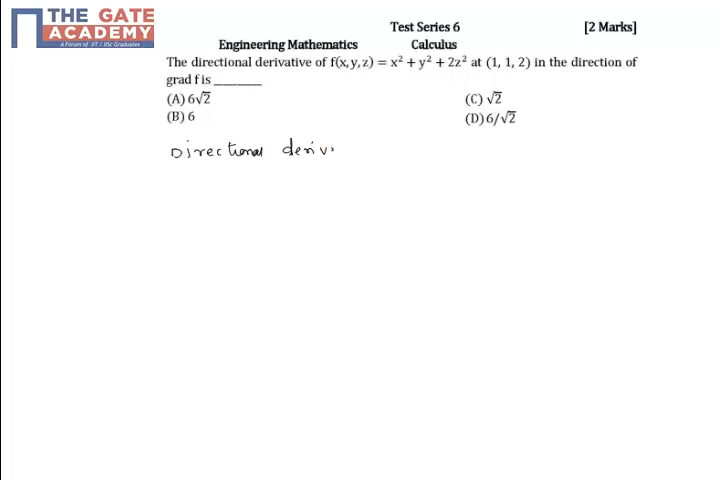 THE GATE
ACADEMY
A Forum of IIT / IISc Graduates
Test Series 6 [2 Marks]
Engineering Mathematics Calculus
The directional derivative of f(x, y, z) = x² + y² + 2z² at (1, 1, 2) in the direction of
grad f is ________
(A) 6√2 (C) √2
(B) 6 (D) 6/√2
Directional deriv